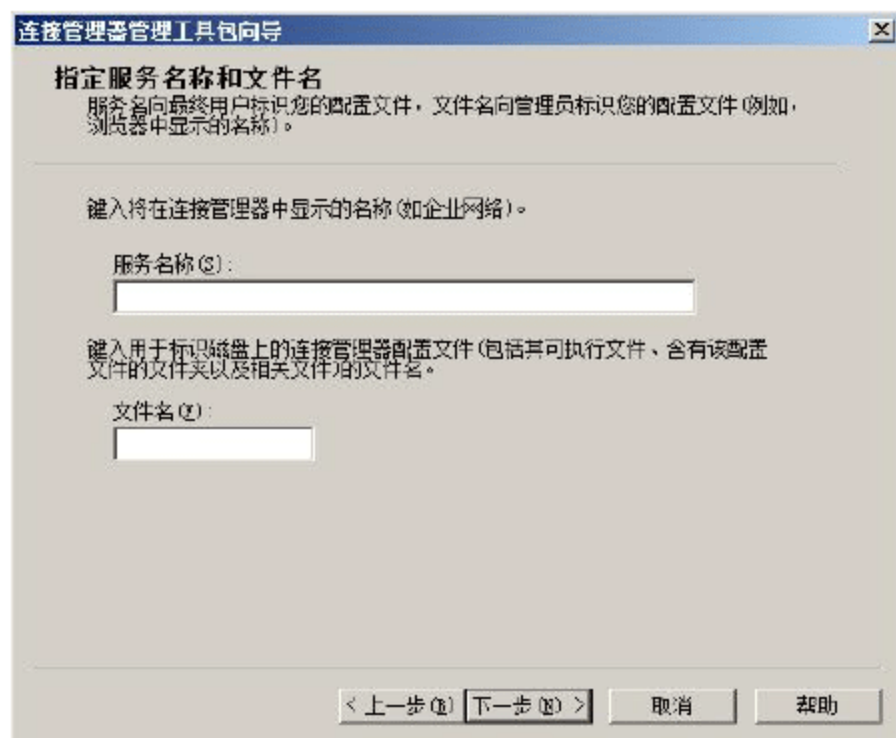 连接管理器管理工具包向导
指定服务名称和文件名
服务名向最终用户标识您的配置文件，文件名向管理员标识您的配置文件(例如，
浏览器中显示的名称)。
键入将在连接管理器中显示的名称(如企业网络)。
服务名称(S):
键入用于标识磁盘上的连接管理器配置文件(包括其可执行文件、含有该配置
文件的文件夹以及相关文件)的文件名。
文件名(F):
< 上一步(B) 下一步(N) > 取消 帮助